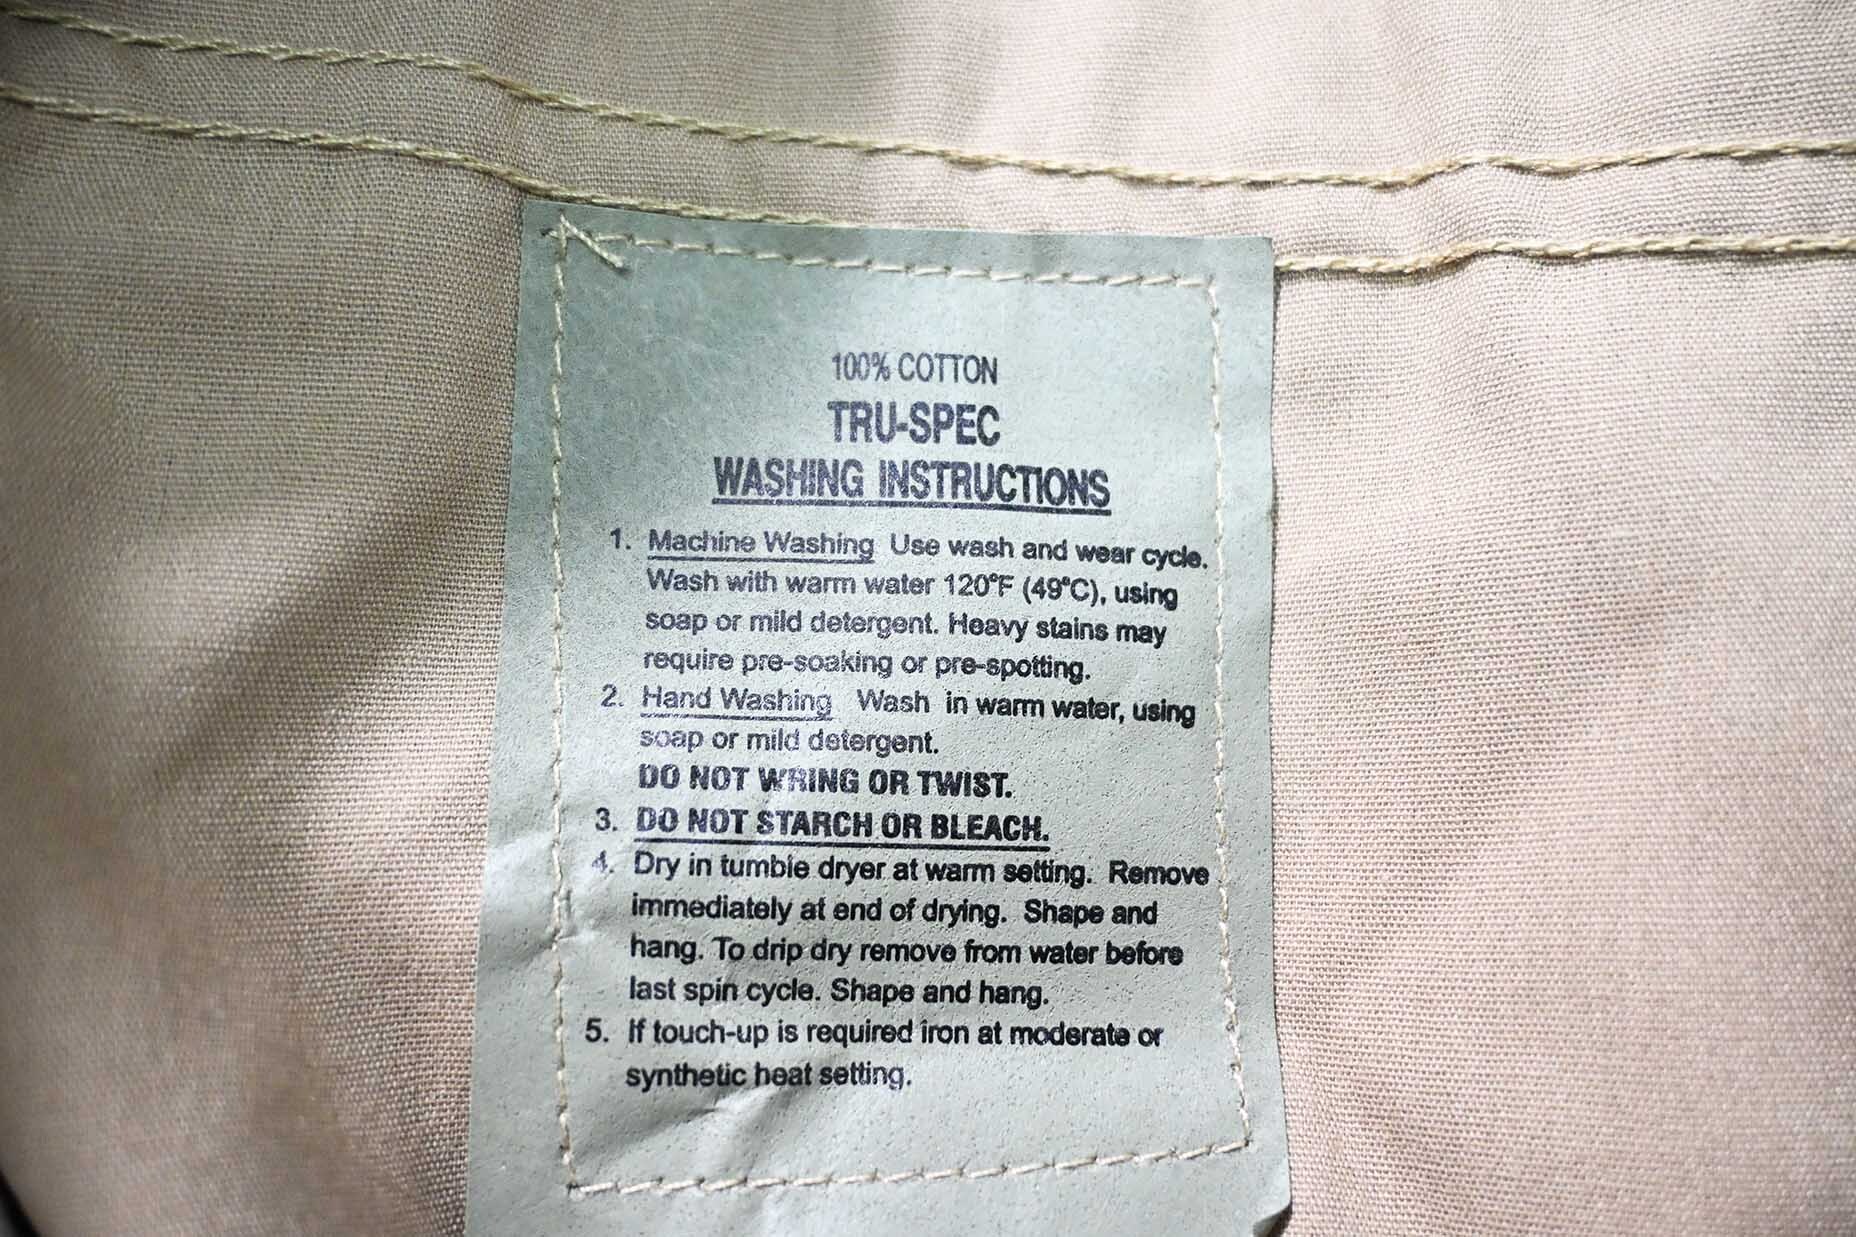 100% COTTON
TRU-SPEC
WASHING INSTRUCTIONS
1. Machine Washing Use wash and wear cycle.
Wash with warm water 120°F (49°C), using
soap or mild detergent. Heavy stains may
require pre-soaking or pre-spotting.
2. Hand Washing Wash in warm water, using
soap or mild detergent.
DO NOT WRING OR TWIST.
3. DO NOT STARCH OR BLEACH.
4. Dry in tumble dryer at warm setting. Remove
immediately at end of drying. Shape and
hang. To drip dry remove from water before
last spin cycle. Shape and hang.
5. If touch-up is required iron at moderate or
synthetic heat setting.